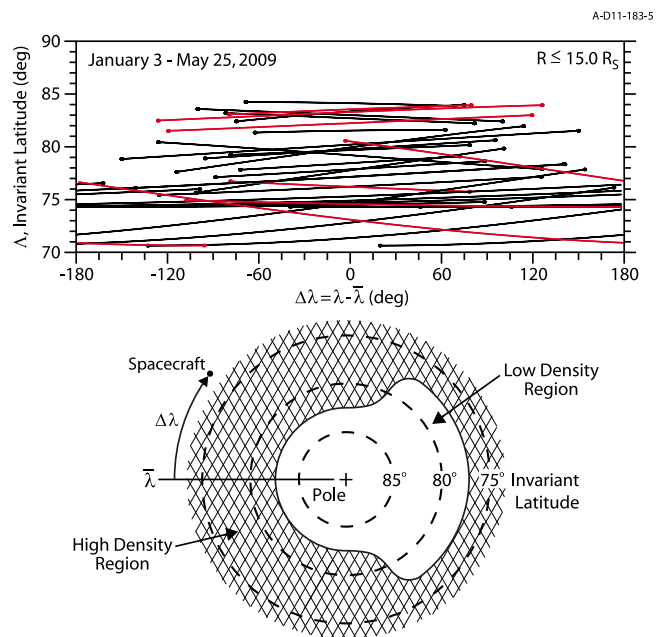 A-D11-183-5
January 3 - May 25, 2009
R ≤ 15.0 R_S
Λ, Invariant Latitude (deg)
90
85
80
75
70
-180 -120 -60 0 60 120 180
Δλ = λ - λ̅ (deg)
Spacecraft
Low Density
Region
Δλ
λ̅
Pole
85° 80° 75° Invariant
Latitude
High Density
Region